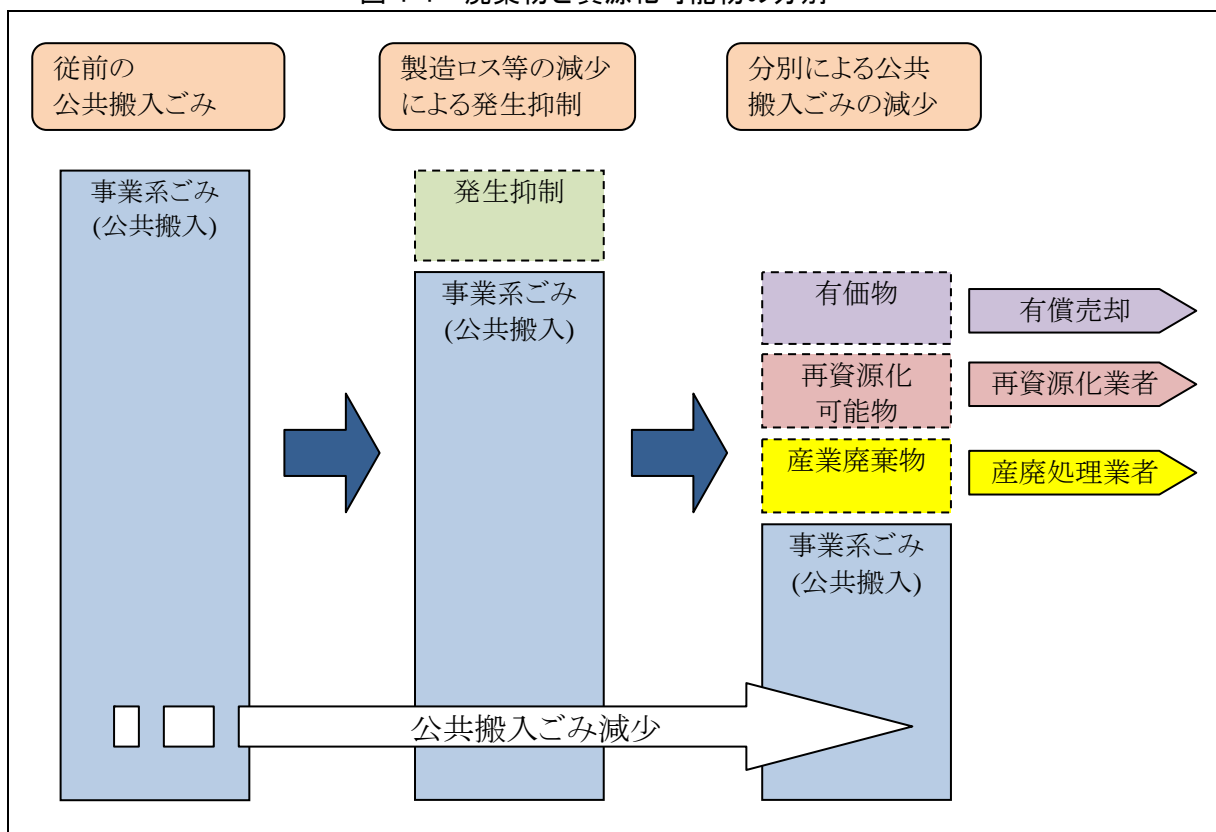 従前の
公共搬入ごみ
製造ロス等の減少
による発生抑制
分別による公共
搬入ごみの減少
事業系ごみ
(公共搬入)
発生抑制
事業系ごみ
(公共搬入)
有価物
有償売却
再資源化
可能物
再資源化業者
産業廃棄物
産廃処理業者
事業系ごみ
(公共搬入)
公共搬入ごみ減少